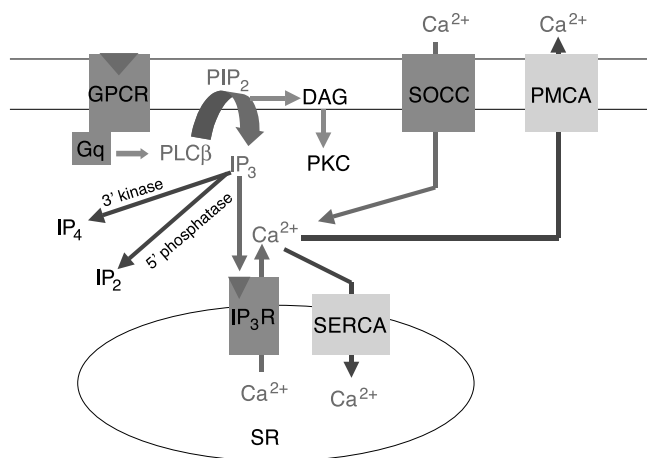 Ca²⁺ Ca²⁺
PIP₂
GPCR DAG SOCC PMCA
Gq PLCβ IP₃ PKC
3' kinase
5' phosphatase
IP₄
IP₂
Ca²⁺
IP₃R SERCA
Ca²⁺ Ca²⁺
SR